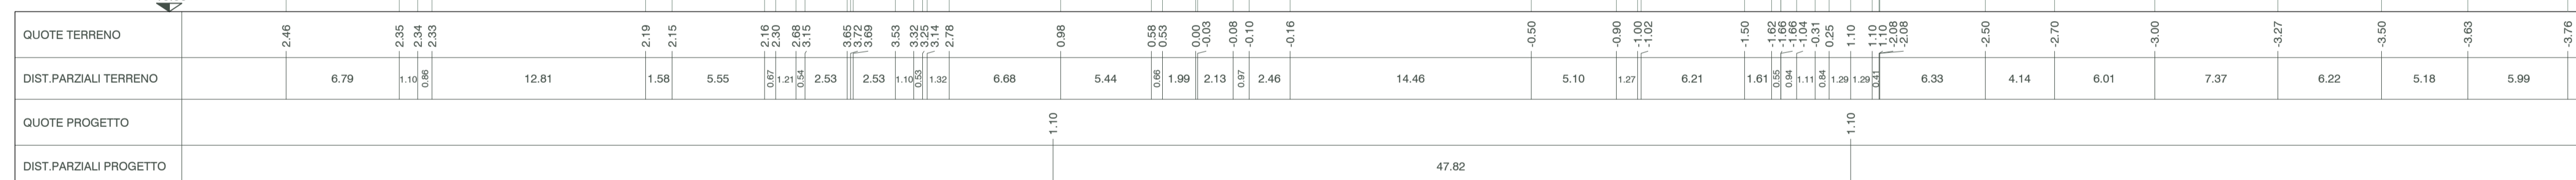 QUOTE TERRENO 2.46 2.35 2.34 2.33 2.19 2.15 2.16 2.30 2.68 3.15 3.65 3.72 3.69 3.53 3.32 3.25 3.14 2.78 0.98 0.58 0.53 0.00 -0.03 -0.08 -0.10 -0.16 -0.50 -0.90 -1.00 -1.02 -1.50 -1.62 -1.66 -1.66 -1.04 -0.31 0.25 1.10 1.10 1.10 -2.08 -2.08 -2.50 -2.70 -3.00 -3.27 -3.50 -3.63 -3.76
DIST.PARZIALI TERRENO 6.79 1.10 0.86 12.81 1.58 5.55 0.67 1.21 0.54 2.53 2.53 1.10 0.53 1.32 6.68 5.44 0.66 1.99 2.13 0.97 2.46 14.46 5.10 1.27 6.21 1.61 0.55 0.94 1.11 0.84 1.29 1.29 0.41 6.33 4.14 6.01 7.37 6.22 5.18 5.99
QUOTE PROGETTO 1.10 1.10
DIST.PARZIALI PROGETTO 47.82